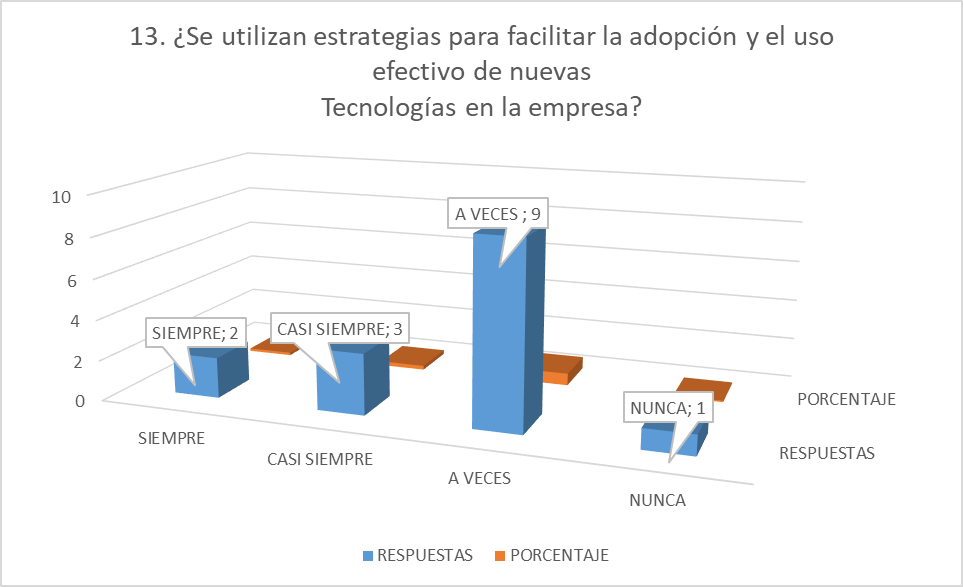 13. ¿Se utilizan estrategias para facilitar la adopción y el uso
efectivo de nuevas
Tecnologías en la empresa?
10
8
6
4
2
0
SIEMPRE; 2
CASI SIEMPRE; 3
A VECES ; 9
NUNCA; 1
SIEMPRE
CASI SIEMPRE
A VECES
NUNCA
PORCENTAJE
RESPUESTAS
RESPUESTAS
PORCENTAJE